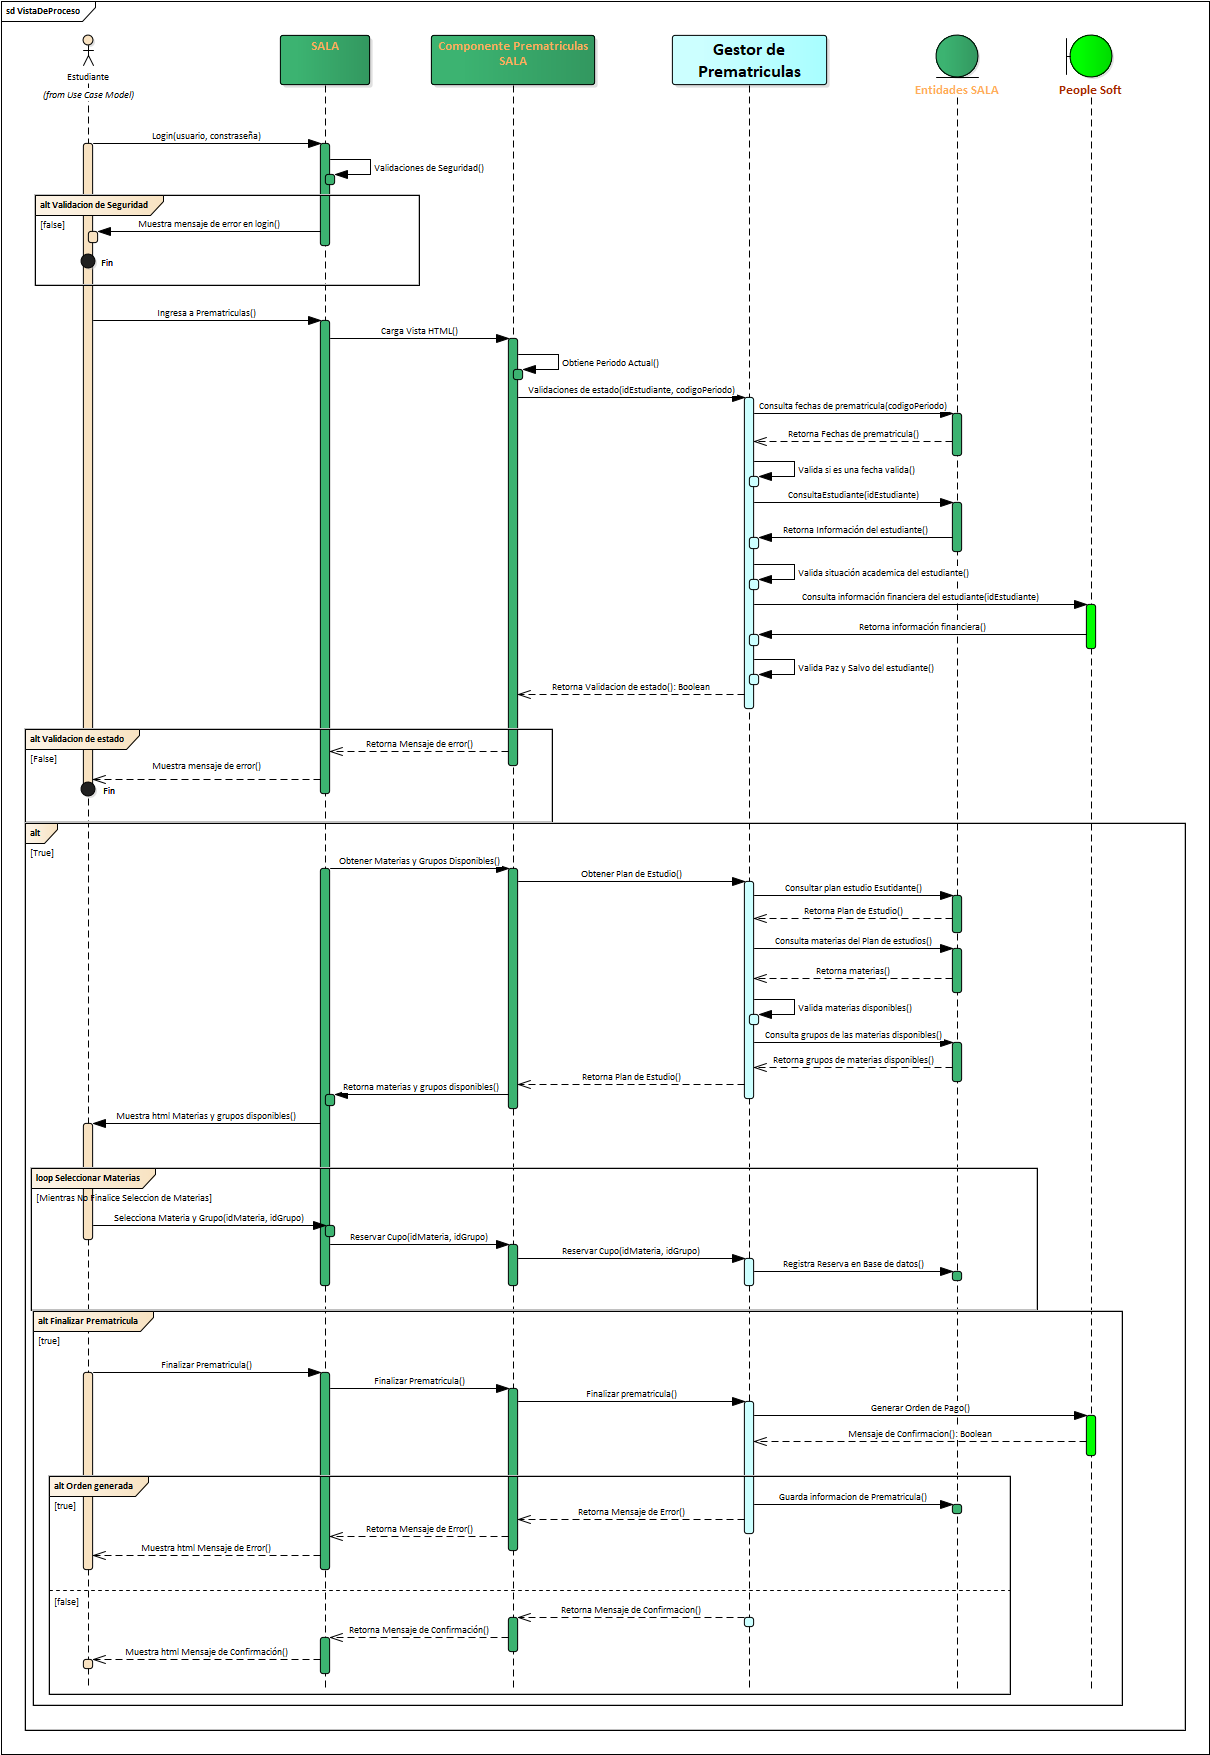 sd VistaDeProceso
Estudiante
(from Use Case Model)
SALA
Componente Prematriculas
SALA
Gestor de
Prematriculas
Entidades SALA
People Soft
Login(usuario, constraseña)
Validaciones de Seguridad()
alt Validacion de Seguridad
[false]
Muestra mensaje de error en login()
Fin
Ingresa a Prematriculas()
Carga Vista HTML()
Obtiene Periodo Actual()
Validaciones de estado(idEstudiante, codigoPeriodo)
Consulta fechas de prematricula(codigoPeriodo)
Retorna Fechas de prematricula()
Valida si es una fecha valida()
ConsultaEstudiante(idEstudiante)
Retorna Información del estudiante()
Valida situación academica del estudiante()
Consulta información financiera del estudiante(idEstudiante)
Retorna información financiera()
Valida Paz y Salvo del estudiante()
Retorna Validacion de estado(): Boolean
alt Validacion de estado
[False]
Retorna Mensaje de error()
Muestra mensaje de error()
Fin
alt
[True]
Obtener Materias y Grupos Disponibles()
Obtener Plan de Estudio()
Consultar plan estudio Esutidante()
Retorna Plan de Estudio()
Consulta materias del Plan de estudios()
Retorna materias()
Valida materias disponibles()
Consulta grupos de las materias disponibles()
Retorna grupos de materias disponibles()
Retorna Plan de Estudio()
Retorna materias y grupos disponibles()
Muestra html Materias y grupos disponibles()
loop Seleccionar Materias
[Mientras No Finalice Seleccion de Materias]
Selecciona Materia y Grupo(idMateria, idGrupo)
Reservar Cupo(idMateria, idGrupo)
Reservar Cupo(idMateria, idGrupo)
Registra Reserva en Base de datos()
alt Finalizar Prematricula
[true]
Finalizar Prematricula()
Finalizar Prematricula()
Finalizar prematricula()
Generar Orden de Pago()
Mensaje de Confirmacion(): Boolean
alt Orden generada
[true]
Guarda informacion de Prematricula()
Retorna Mensaje de Error()
Retorna Mensaje de Error()
Muestra html Mensaje de Error()
[false]
Retorna Mensaje de Confirmacion()
Retorna Mensaje de Confirmación()
Muestra html Mensaje de Confirmación()